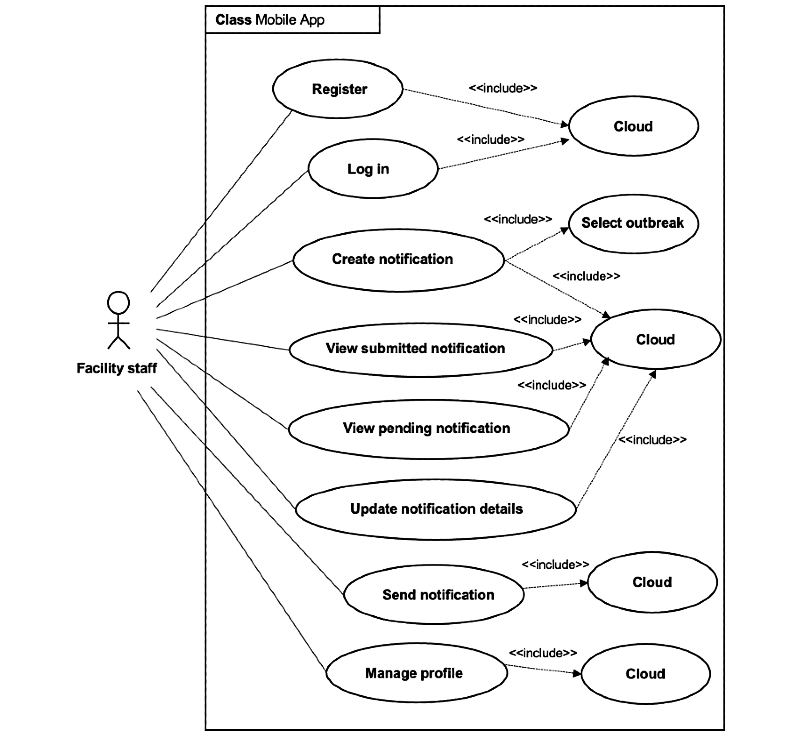 Class Mobile App
Register
<<include>>
Cloud
<<include>>
Log in
Select outbreak
<<include>>
Create notification
<<include>>
<<include>>
Cloud
View submitted notification
Facility staff
<<include>>
View pending notification
<<include>>
Update notification details
<<include>>
Cloud
Send notification
<<include>>
Manage profile
Cloud